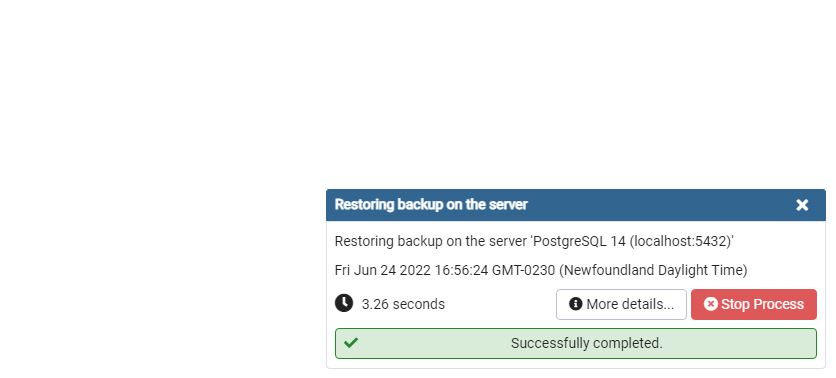 Restoring backup on the server
Restoring backup on the server 'PostgreSQL 14 (localhost:5432)'
Fri Jun 24 2022 16:56:24 GMT-0230 (Newfoundland Daylight Time)
3.26 seconds More details... Stop Process
Successfully completed.